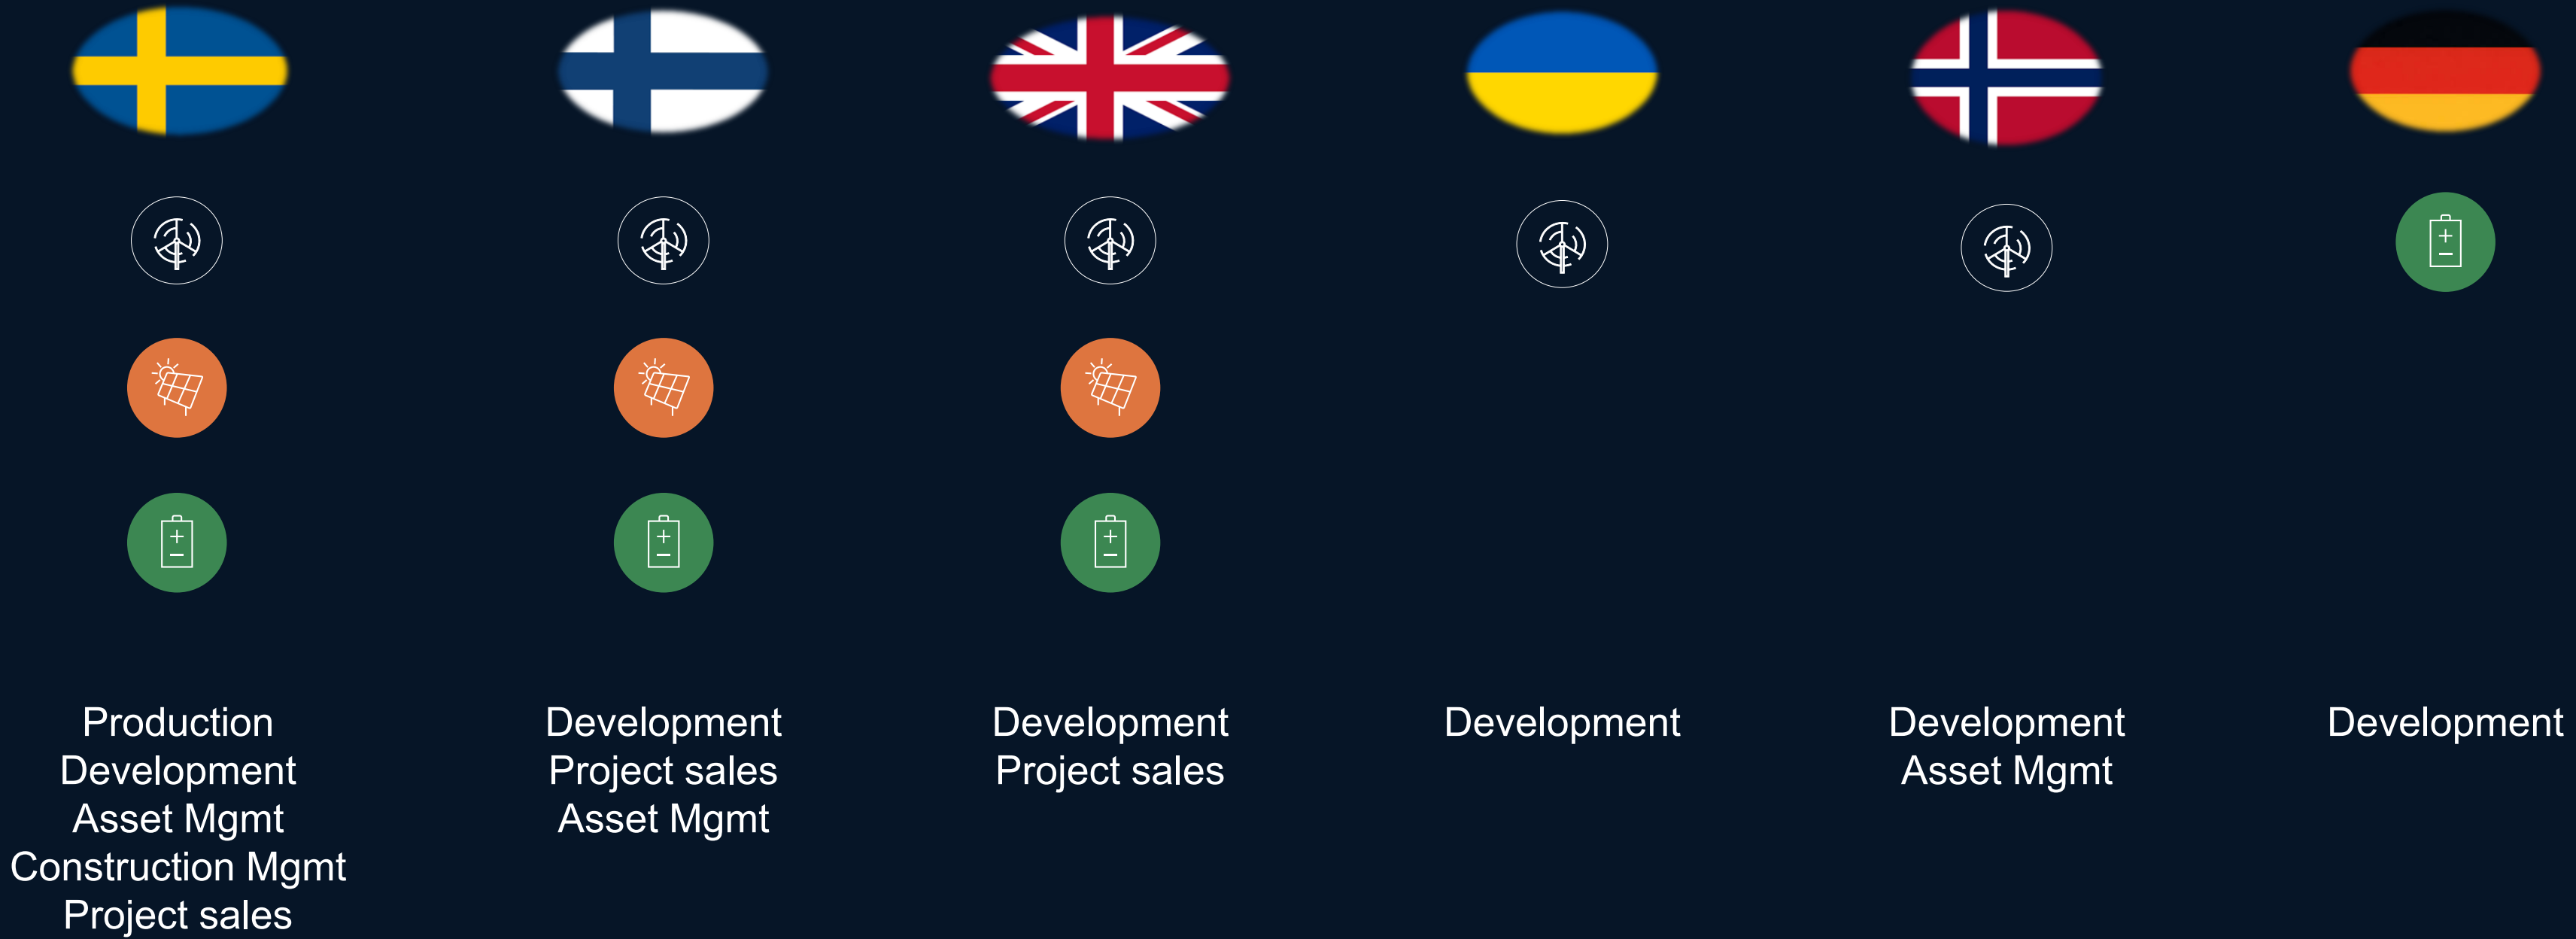 Production
Development
Asset Mgmt
Construction Mgmt
Project sales
Development
Project sales
Asset Mgmt
Development
Project sales
Development
Development
Asset Mgmt
Development